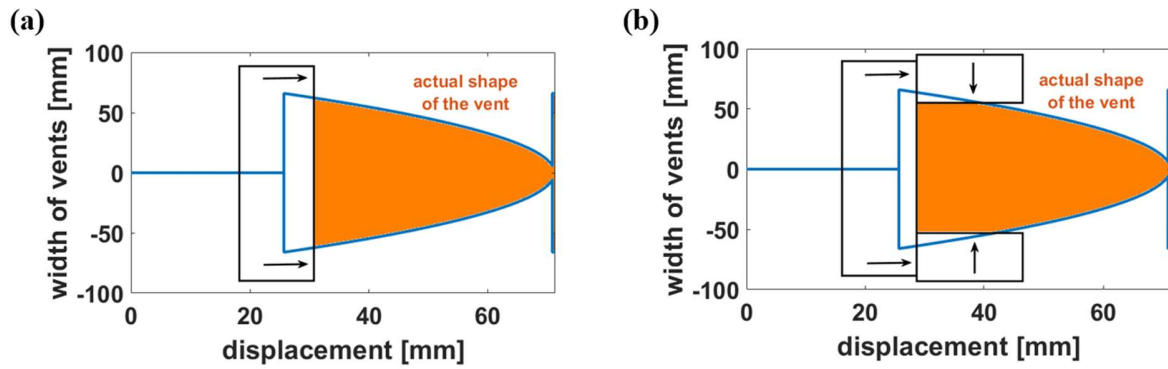 (a)
width of vents [mm]
100
50
0
-50
-100
actual shape
of the vent
0
20
40
60
displacement [mm]
(b)
width of vents [mm]
100
50
0
-50
-100
actual shape
of the vent
0
20
40
60
displacement [mm]